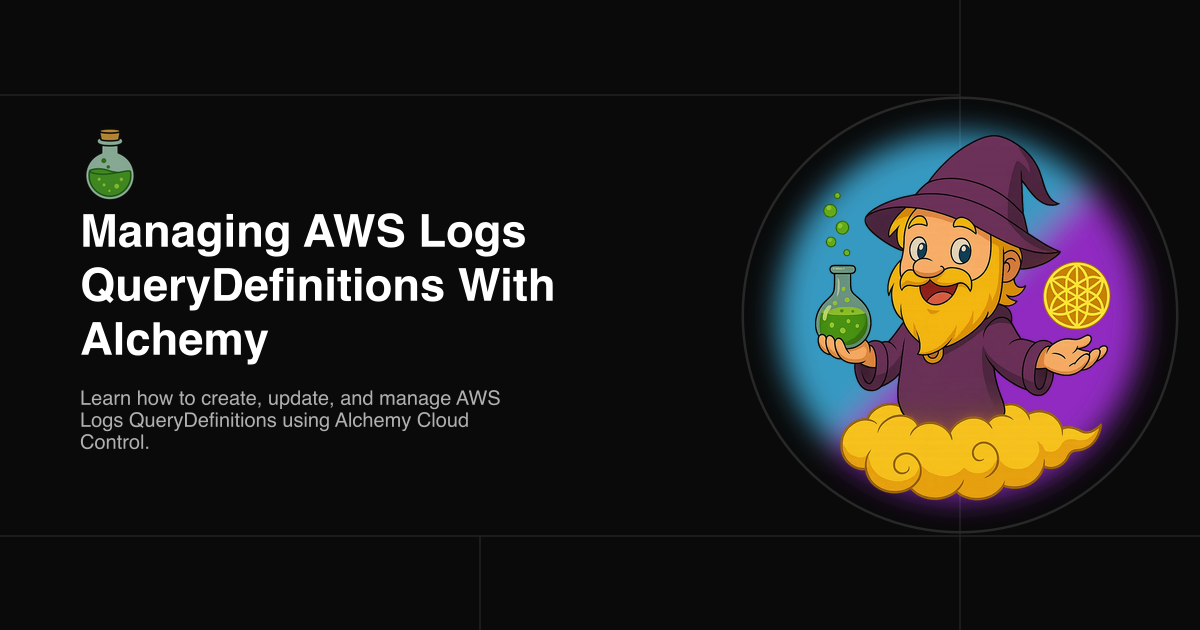 Managing AWS Logs
QueryDefinitions With
Alchemy
Learn how to create, update, and manage AWS
Logs QueryDefinitions using Alchemy Cloud
Control.